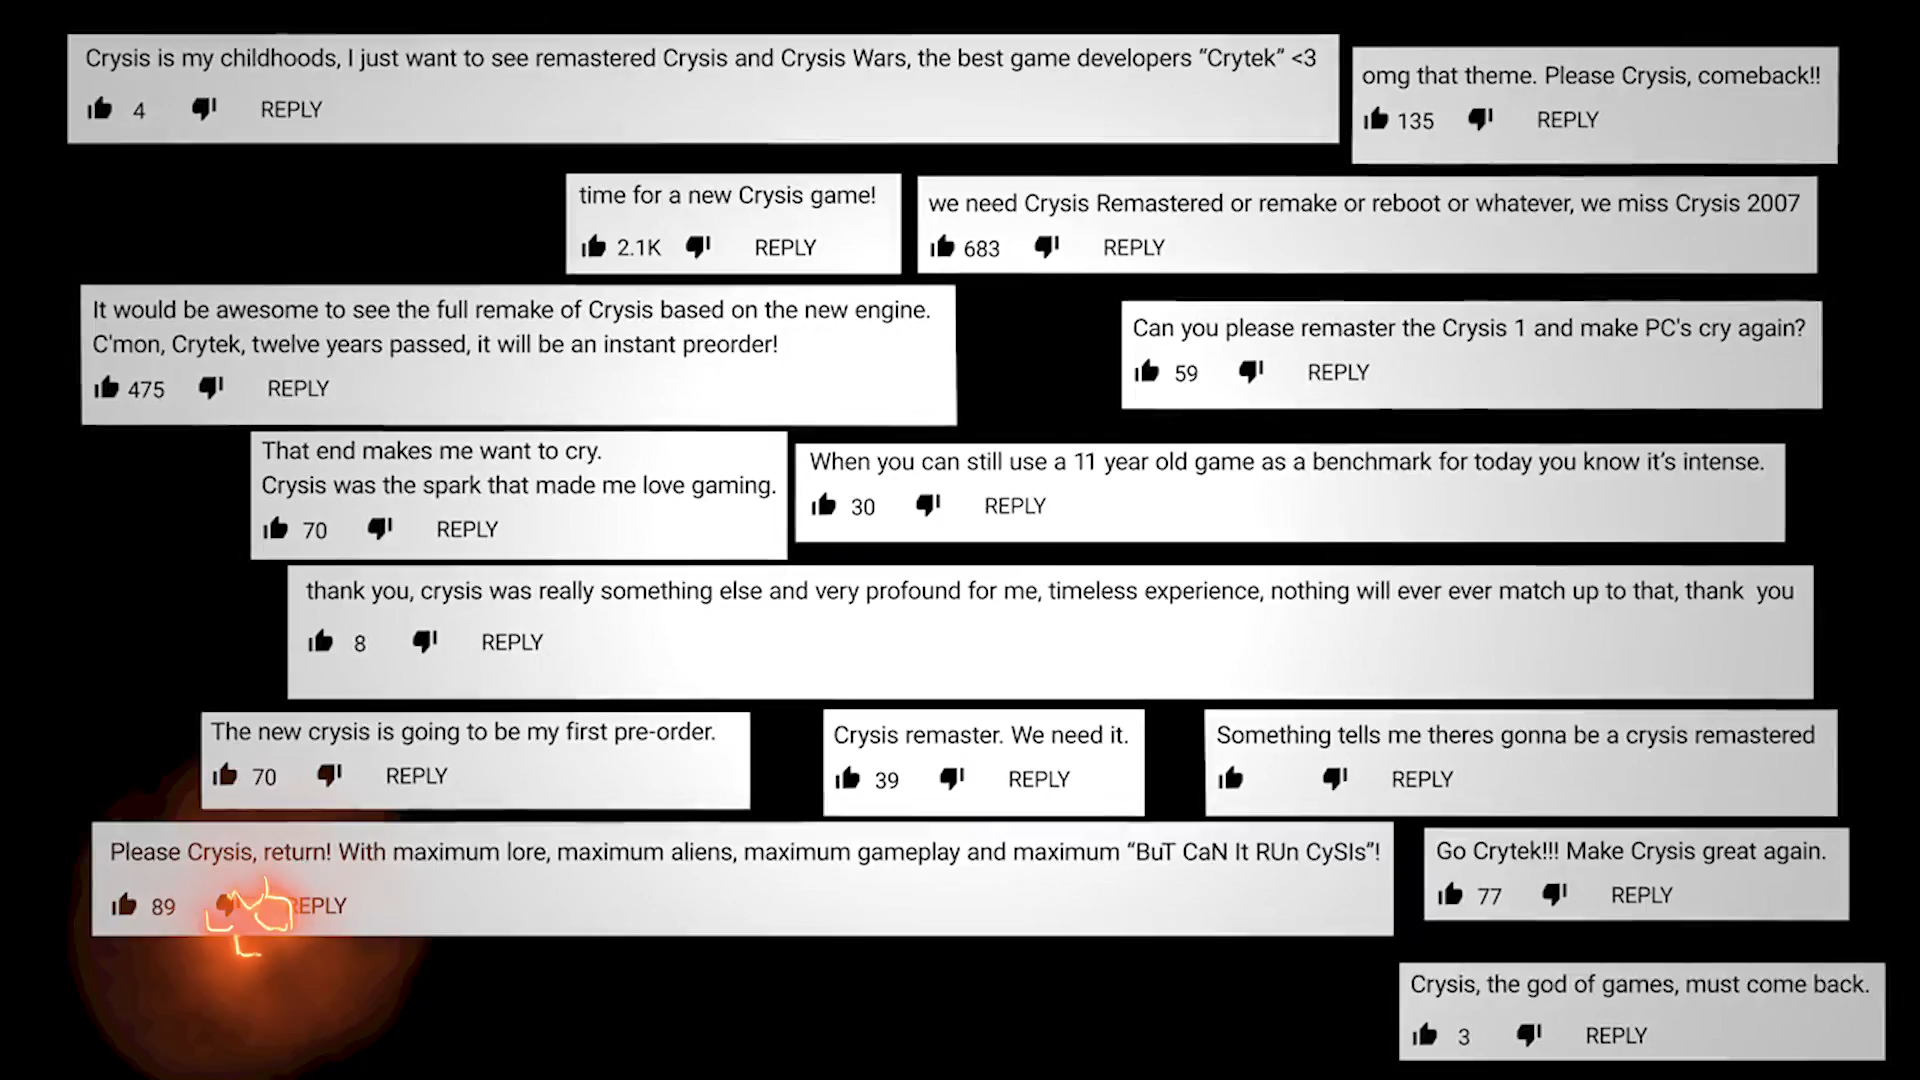 Crysis is my childhoods, I just want to see remastered Crysis and Crysis Wars, the best game developers “Crytek” <3
4 REPLY
omg that theme. Please Crysis, comeback!!
135 REPLY
time for a new Crysis game!
2.1K REPLY
we need Crysis Remastered or remake or reboot or whatever, we miss Crysis 2007
683 REPLY
It would be awesome to see the full remake of Crysis based on the new engine.
C'mon, Crytek, twelve years passed, it will be an instant preorder!
475 REPLY
Can you please remaster the Crysis 1 and make PC's cry again?
59 REPLY
That end makes me want to cry.
Crysis was the spark that made me love gaming.
70 REPLY
When you can still use a 11 year old game as a benchmark for today you know it’s intense.
30 REPLY
thank you, crysis was really something else and very profound for me, timeless experience, nothing will ever ever match up to that, thank you
8 REPLY
The new crysis is going to be my first pre-order.
70 REPLY
Crysis remaster. We need it.
39 REPLY
Something tells me theres gonna be a crysis remastered
REPLY
Please Crysis, return! With maximum lore, maximum aliens, maximum gameplay and maximum “BuT CaN It RUn CySIs”!
89 REPLY
Go Crytek!!! Make Crysis great again.
77 REPLY
Crysis, the god of games, must come back.
3 REPLY